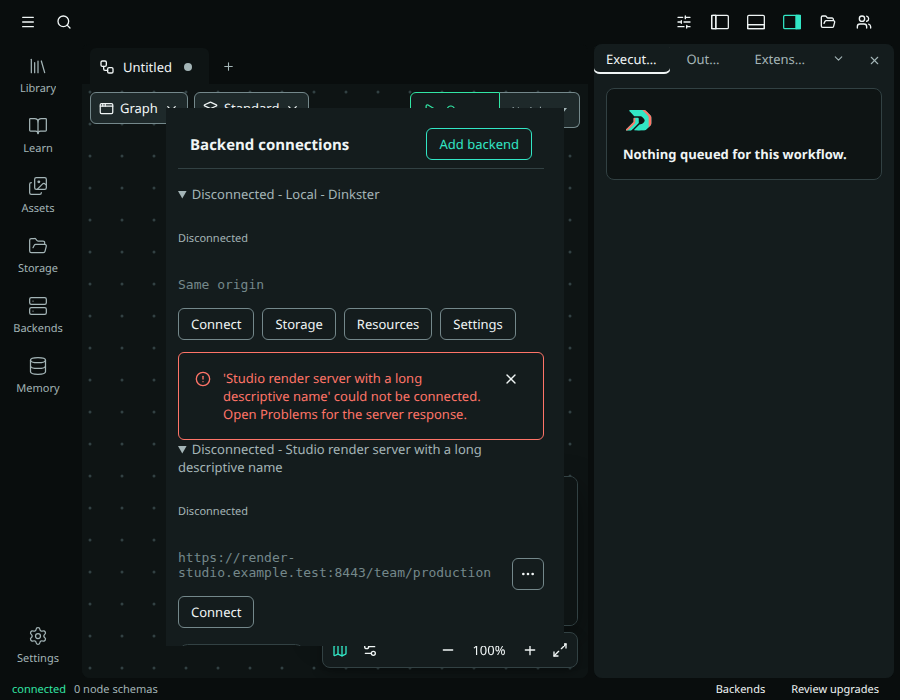 Untitled
Execut...
Out...
Extens...
Library
Learn
Assets
Storage
Backends
Memory
Graph
Standard
Nothing queued for this workflow.
Backend connections
Add backend
Disconnected - Local - Dinkster
Disconnected
Same origin
Connect
Storage
Resources
Settings
'Studio render server with a long
descriptive name' could not be connected.
Open Problems for the server response.
Disconnected - Studio render server with a long
descriptive name
Disconnected
https://render-
studio.example.test:8443/team/production
Connect
100%
Settings
connected
0 node schemas
Backends
Review upgrades